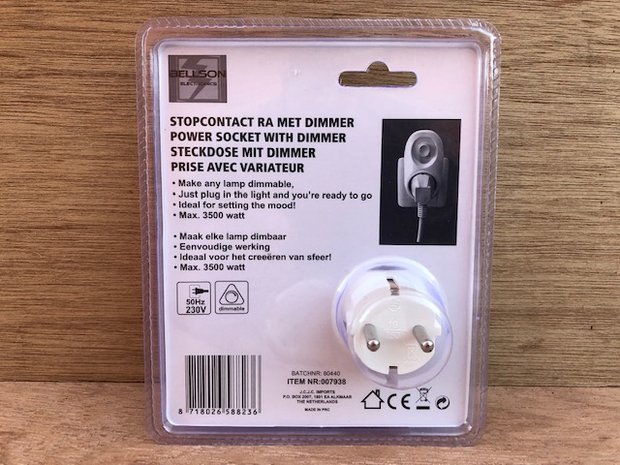 BELLSON
ELECTRONICS
STOPCONTACT RA MET DIMMER
POWER SOCKET WITH DIMMER
STECKDOSE MIT DIMMER
PRISE AVEC VARIATEUR
• Make any lamp dimmable,
• Just plug in the light and you're ready to go
• Ideal for setting the mood!
• Max. 3500 watt
• Maak elke lamp dimbaar
• Eenvoudige werking
• Ideaal voor het creeëren van sfeer!
• Max. 3500 watt
50Hz
230V
dimmable
BATCHNR: 80440
ITEM NR:007938
J.C.J.C. IMPORTS
P.O. BOX 2007, 1801 EA ALKMAAR
THE NETHERLANDS
MADE IN PRC
8 718026 588236
CE